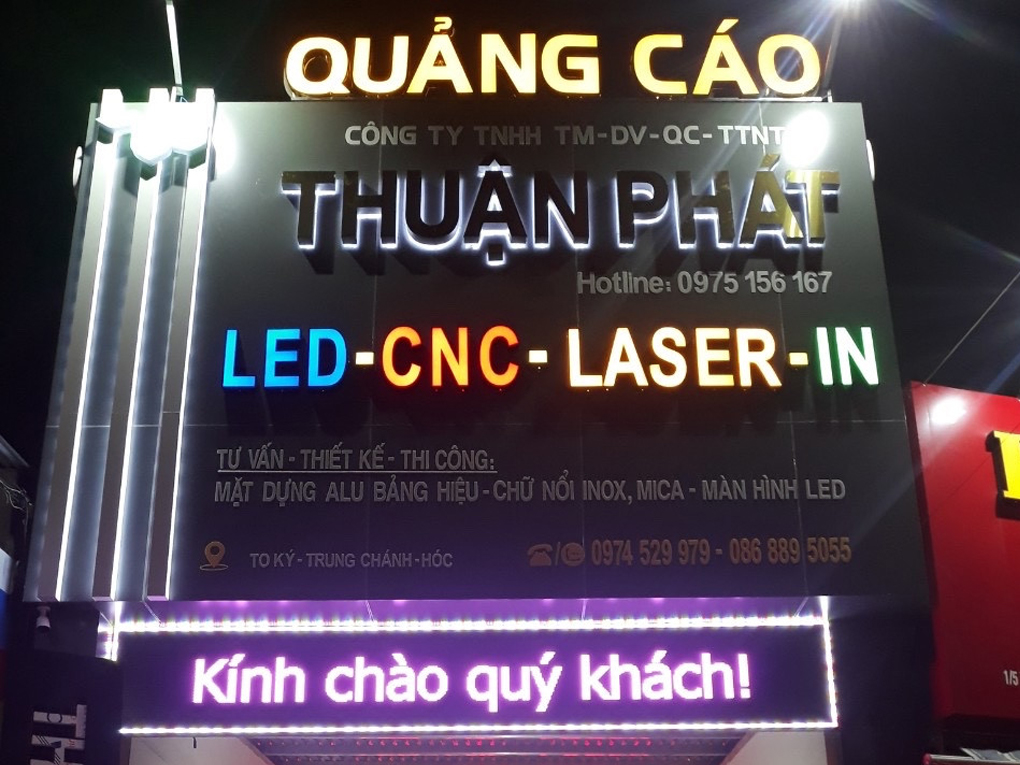 QUẢNG CÁO
CÔNG TY TNHH TM-DV-QC-TTNT
THUẬN PHÁT
Hotline: 0975 156 167
LED-CNC-LASER-IN
TƯ VẤN - THIẾT KẾ - THI CÔNG:
MẶT DỰNG ALU BẢNG HIỆU - CHỮ NỔI INOX, MICA - MÀN HÌNH LED
TO KÝ - TRUNG CHÁNH - HÓC
0974 529 979 - 086 889 5055
Kính chào quý khách!
1/5